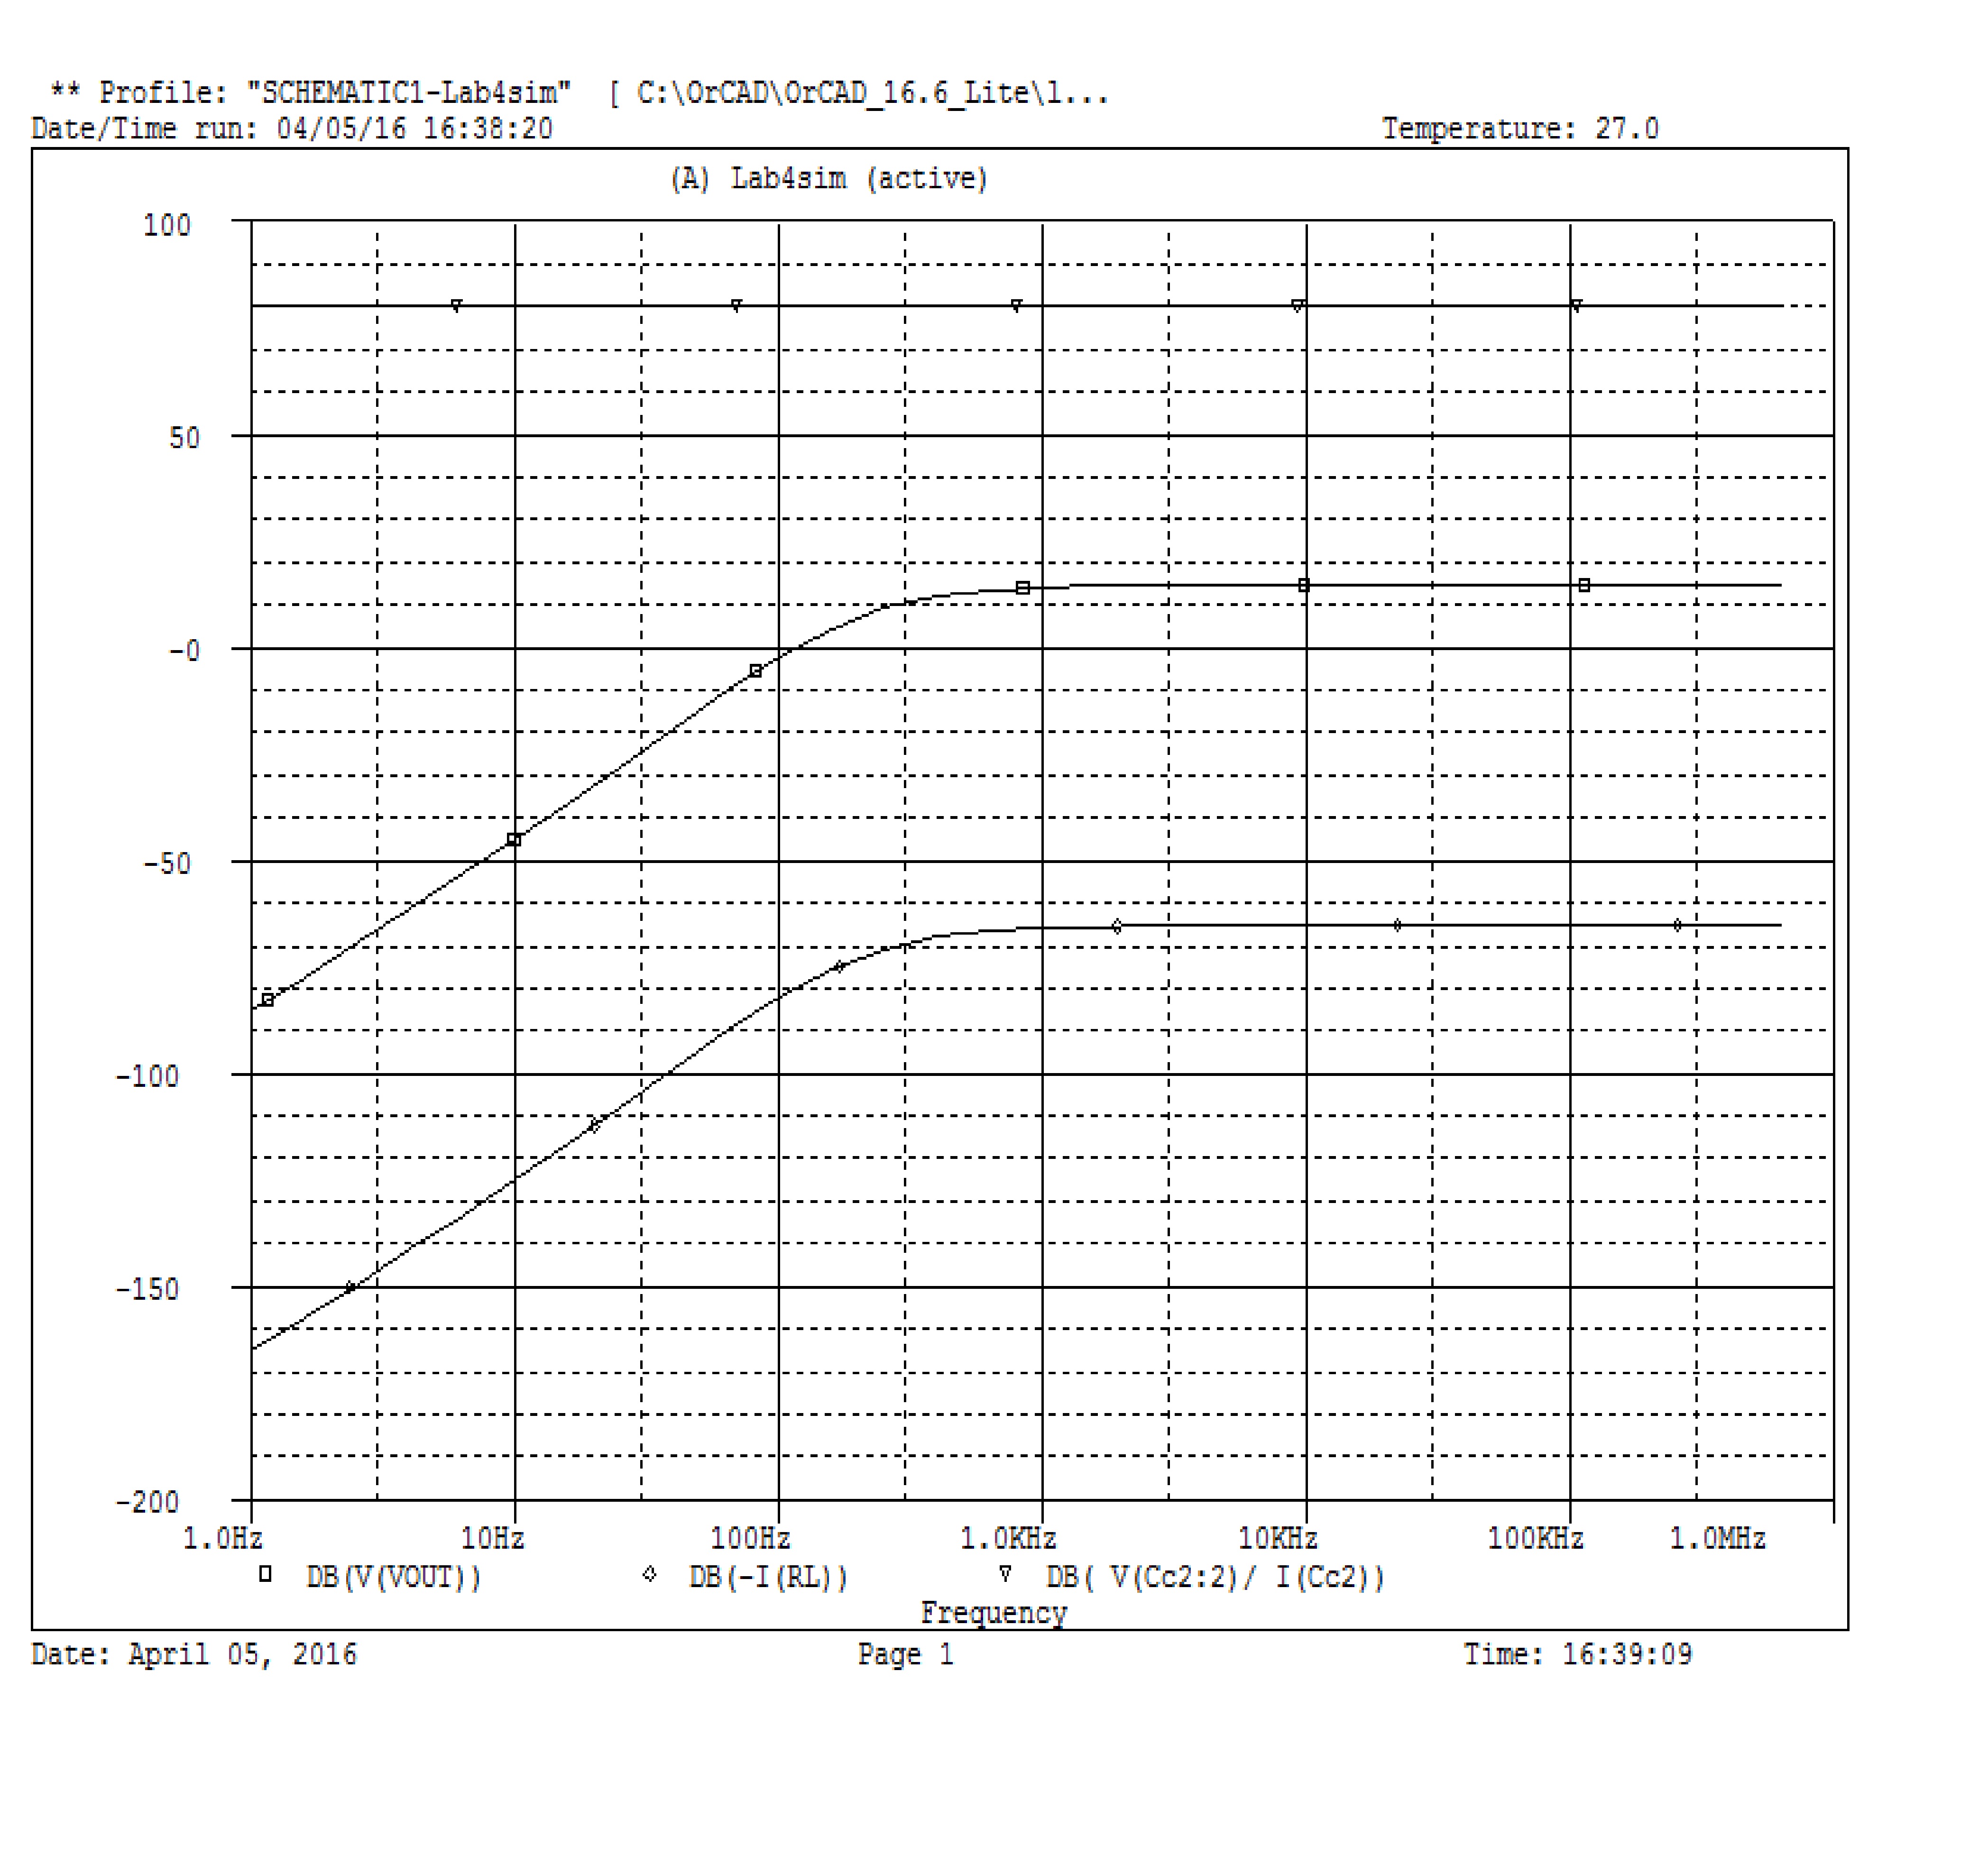 ** Profile: "SCHEMATIC1-Lab4sim"  [ C:\OrCAD\OrCAD_16.6_Lite\l...
Date/Time run: 04/05/16 16:38:20 Temperature: 27.0
(A) Lab4sim (active)
100
50
-0
-50
-100
-150
-200
1.0Hz 10Hz 100Hz 1.0KHz 10KHz 100KHz 1.0MHz
DB(V(VOUT)) DB(-I(RL)) DB( V(Cc2:2)/ I(Cc2))
Frequency
Date: April 05, 2016 Page 1 Time: 16:39:09